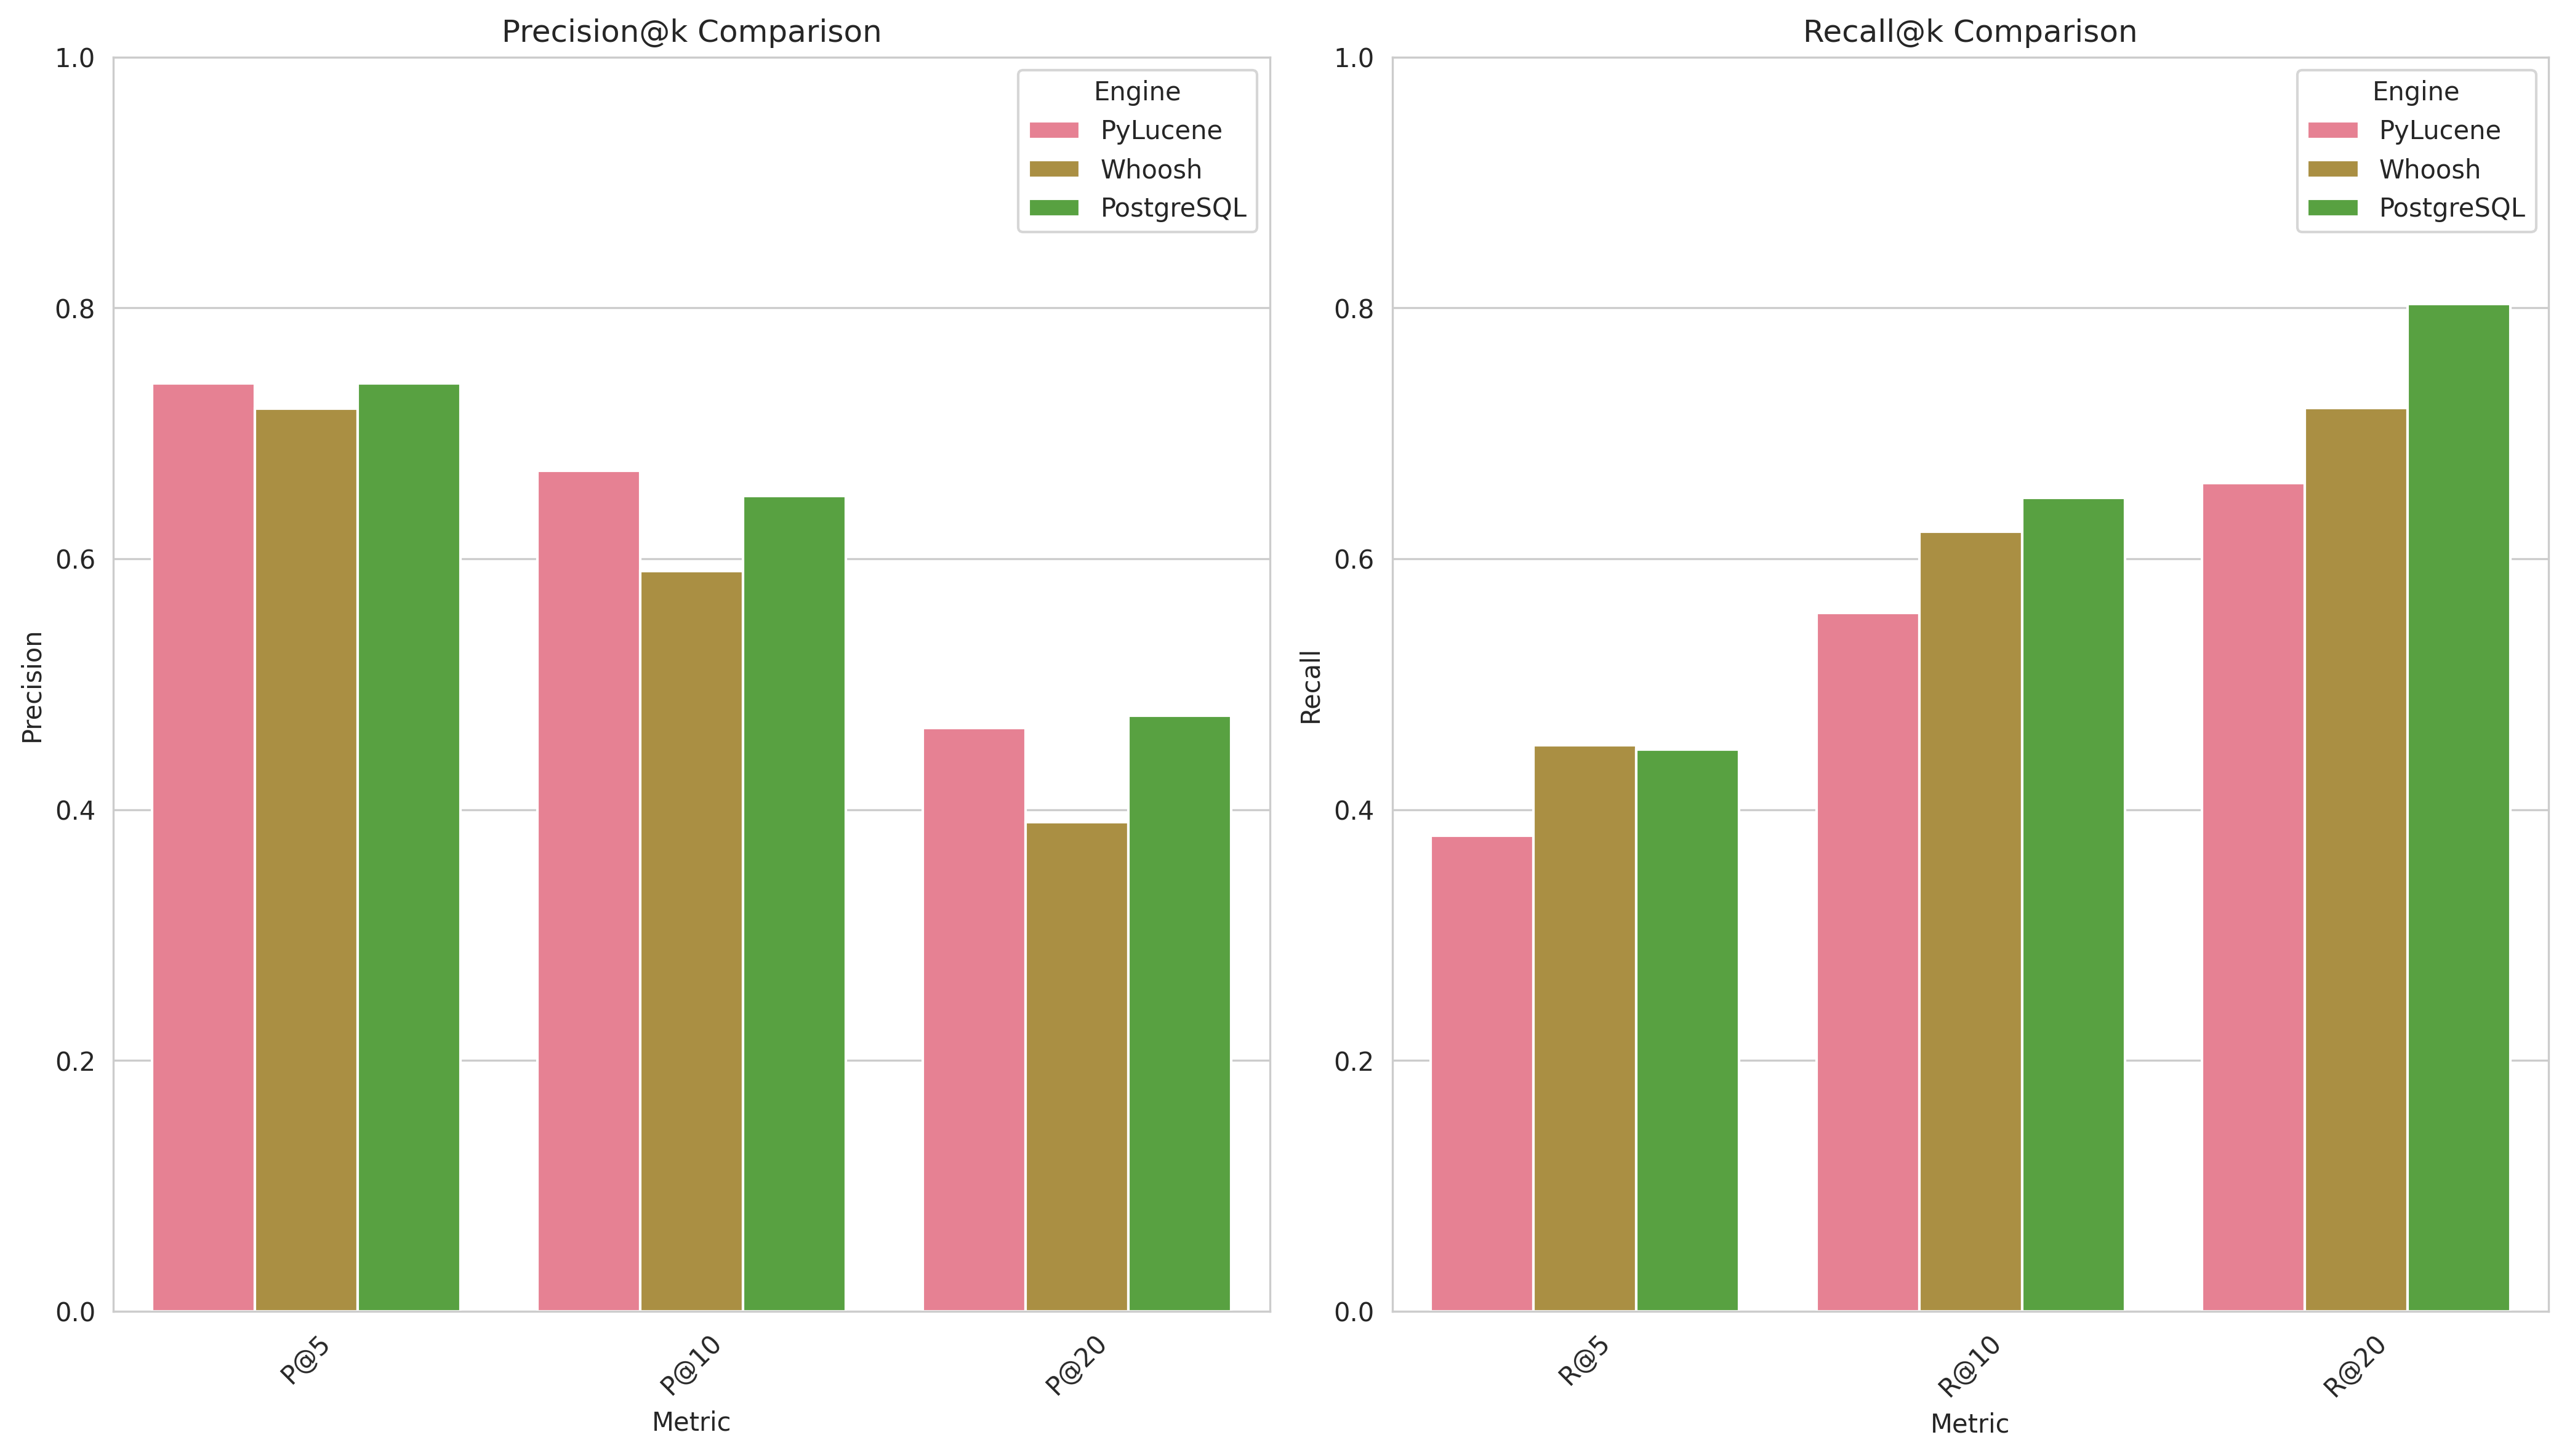 Precision@k Comparison
1.0
0.8
0.6
0.4
0.2
0.0
Precision
Engine
PyLucene
Whoosh
PostgreSQL
P@5
P@10
P@20
Metric
Recall@k Comparison
1.0
0.8
0.6
0.4
0.2
0.0
Recall
Engine
PyLucene
Whoosh
PostgreSQL
R@5
R@10
R@20
Metric